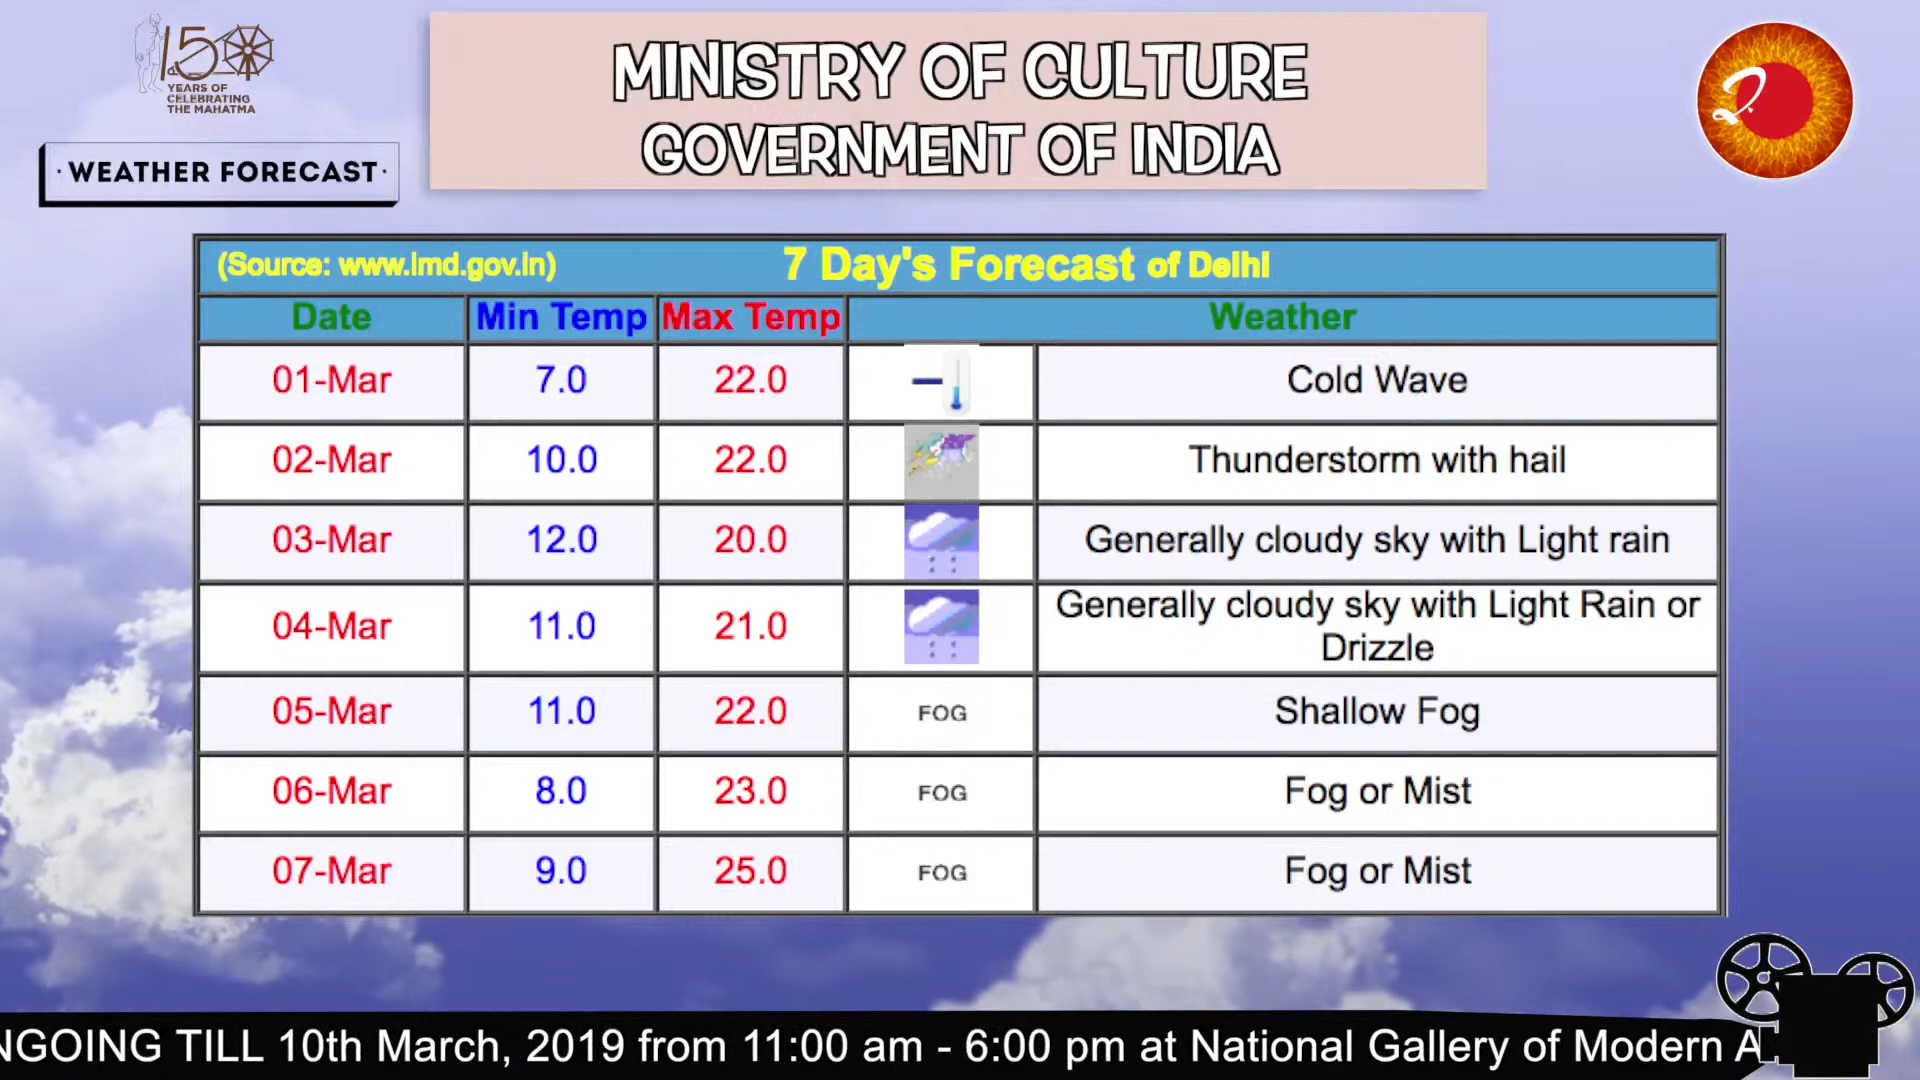 150
YEARS OF
CELEBRATING
THE MAHATMA
MINISTRY OF CULTURE
GOVERNMENT OF INDIA
·WEATHER FORECAST·
(Source: www.imd.gov.in) 7 Day's Forecast of Delhi
Date Min Temp Max Temp Weather
01-Mar 7.0 22.0 Cold Wave
02-Mar 10.0 22.0 Thunderstorm with hail
03-Mar 12.0 20.0 Generally cloudy sky with Light rain
04-Mar 11.0 21.0 Generally cloudy sky with Light Rain or
Drizzle
05-Mar 11.0 22.0 FOG Shallow Fog
06-Mar 8.0 23.0 FOG Fog or Mist
07-Mar 9.0 25.0 FOG Fog or Mist
NGOING TILL 10th March, 2019 from 11:00 am - 6:00 pm at National Gallery of Modern A